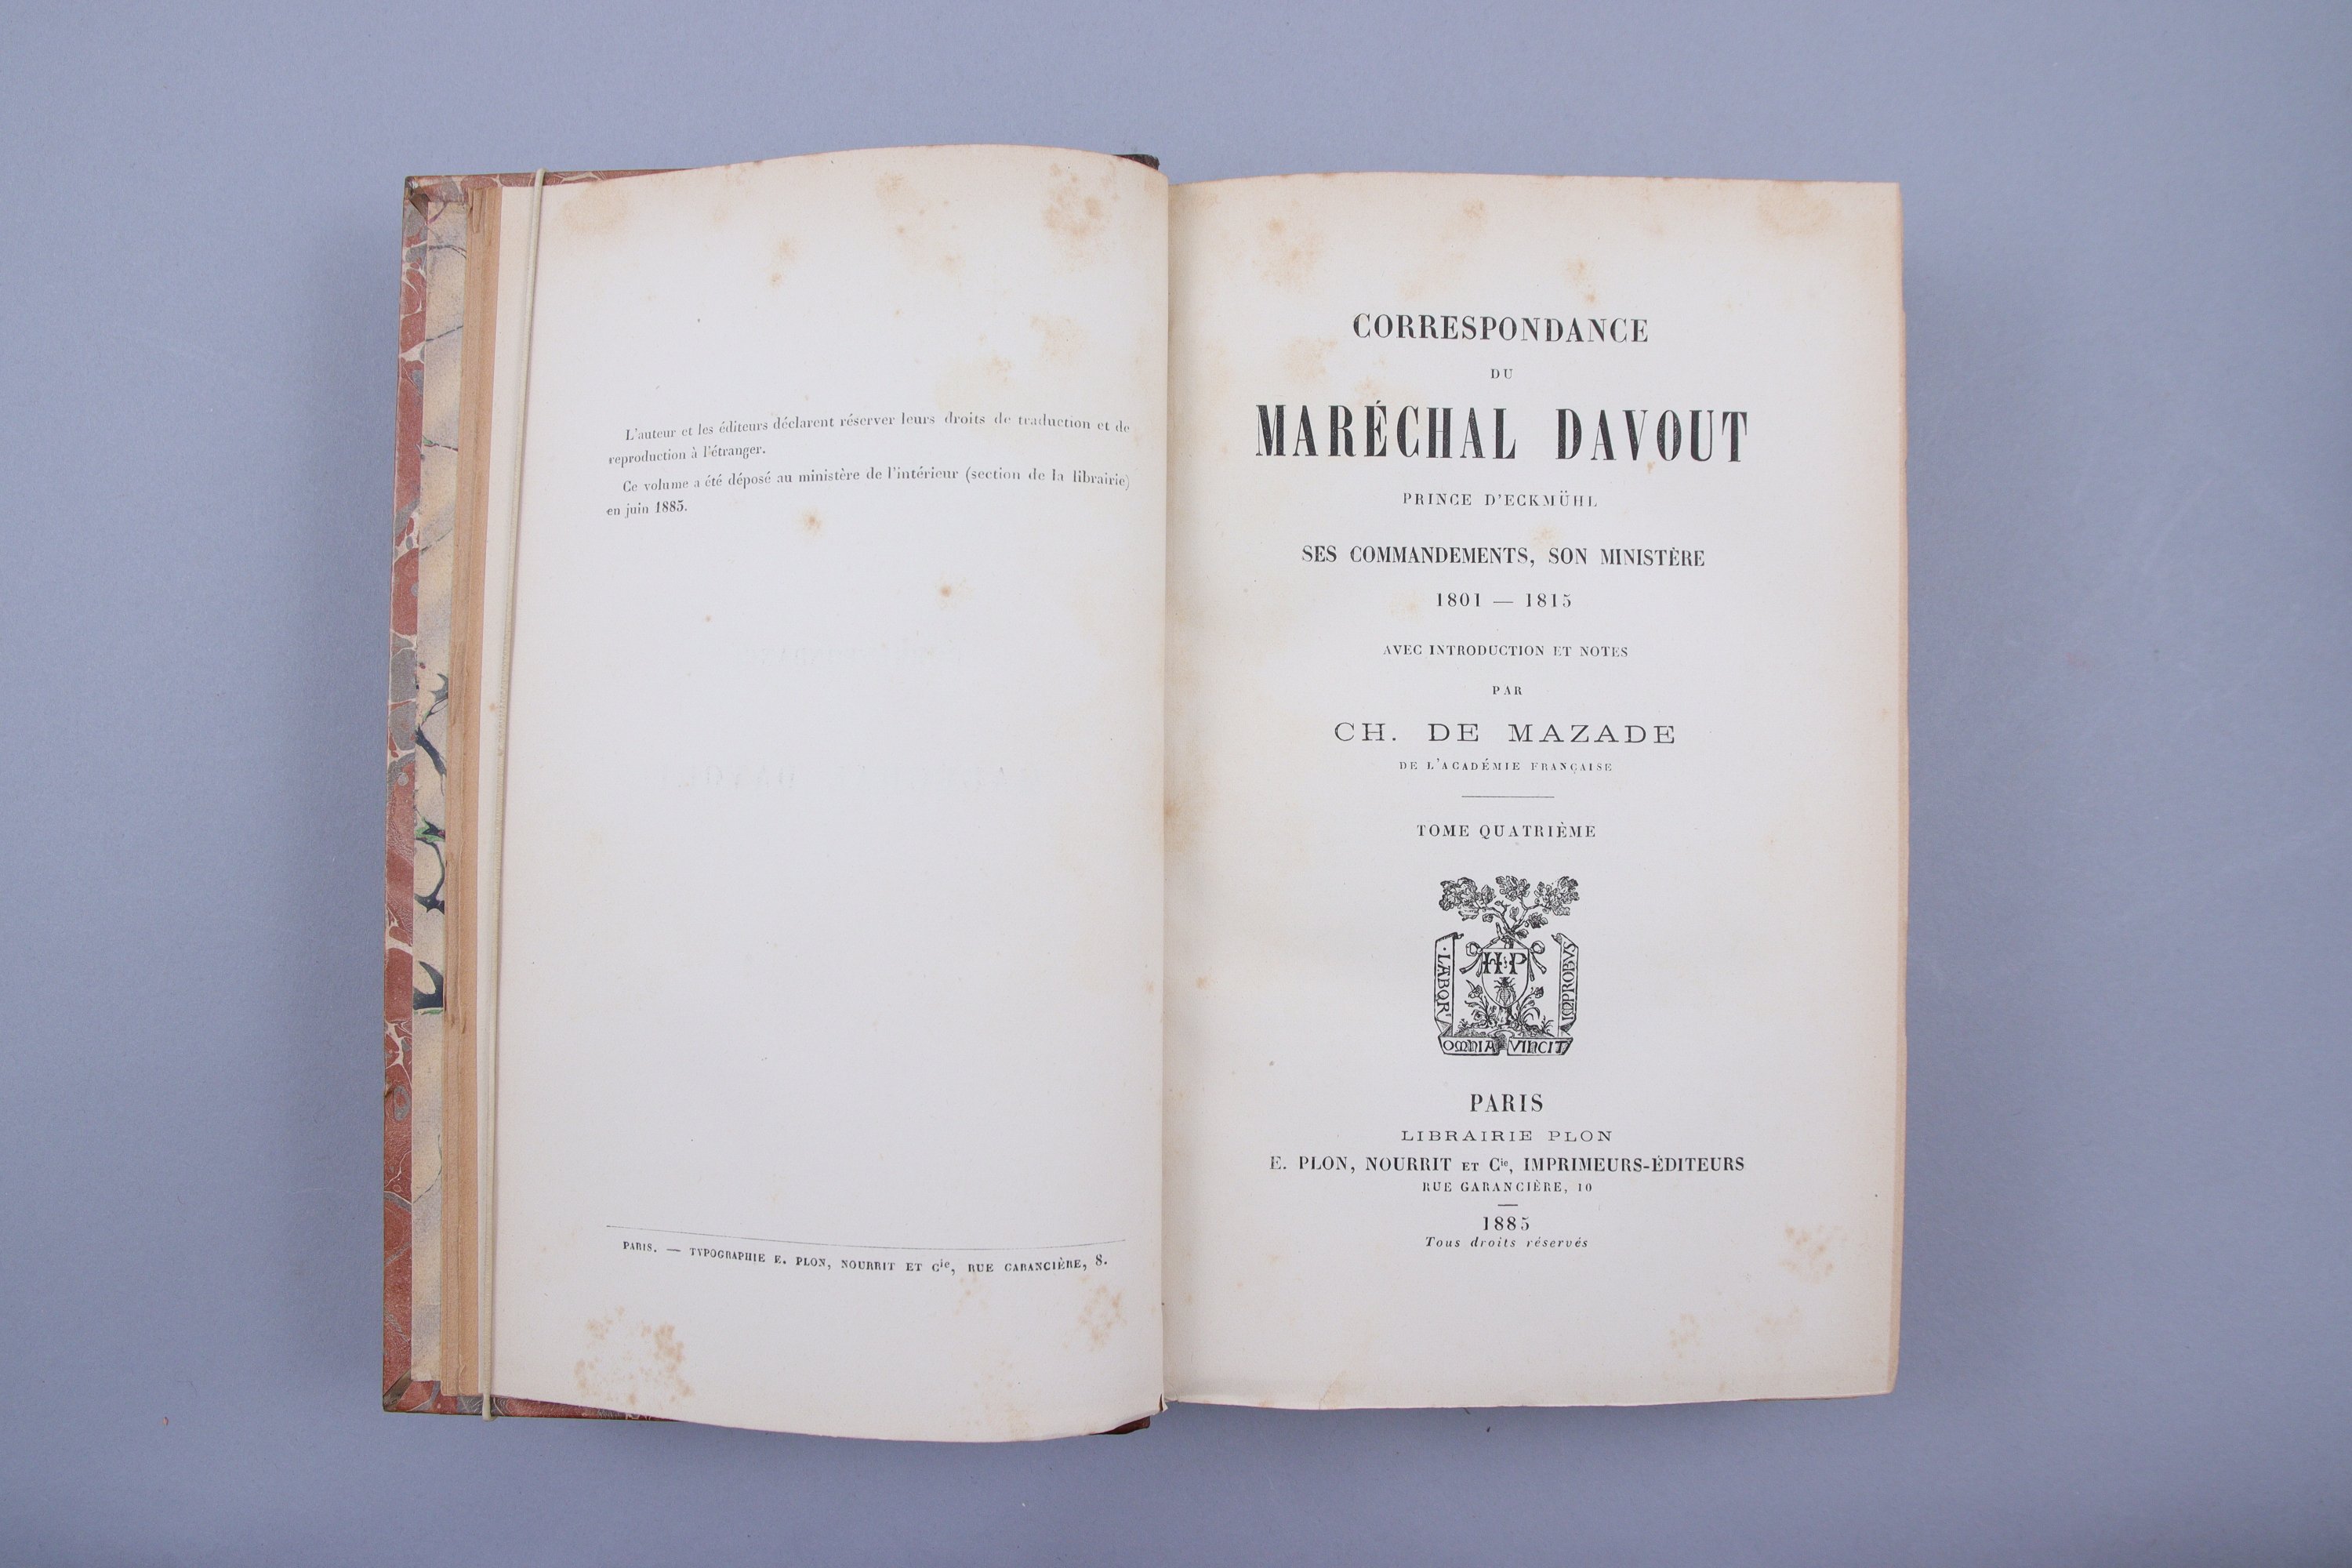 L'auteur et les éditeurs déclarent réserver leurs droits de traduction et de
reproduction à l'étranger.
Ce volume a été déposé au ministère de l'intérieur (section de la librairie)
en juin 1885.
PARIS. — TYPOGRAPHIE E. PLON, NOURRIT ET Cie, RUE GARANCIÈRE, 8.
CORRESPONDANCE
DU
MARÉCHAL DAVOUT
PRINCE D'ECKMÜHL
SES COMMANDEMENTS, SON MINISTÈRE
1801 — 1815
AVEC INTRODUCTION ET NOTES
PAR
CH. DE MAZADE
DE L'ACADÉMIE FRANÇAISE
TOME QUATRIÈME
H P
LABOR
IMPROBVS
OMNIA VINCIT
PARIS
LIBRAIRIE PLON
E. PLON, NOURRIT ET Cie, IMPRIMEURS-ÉDITEURS
RUE GARANCIÈRE, 10
1885
Tous droits réservés